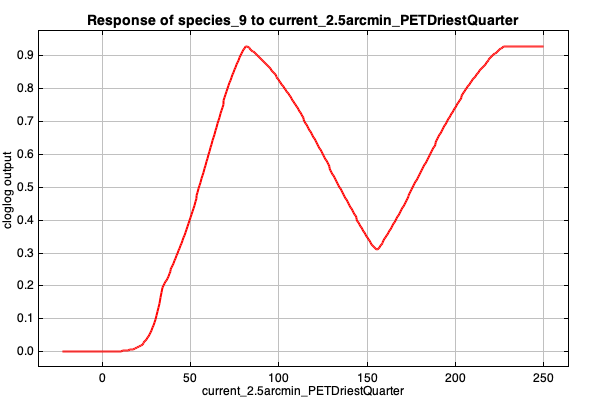 Response of species_9 to current_2.5arcmin_PETDriestQuarter
cloglog output
0.9
0.8
0.7
0.6
0.5
0.4
0.3
0.2
0.1
0.0
0 50 100 150 200 250
current_2.5arcmin_PETDriestQuarter